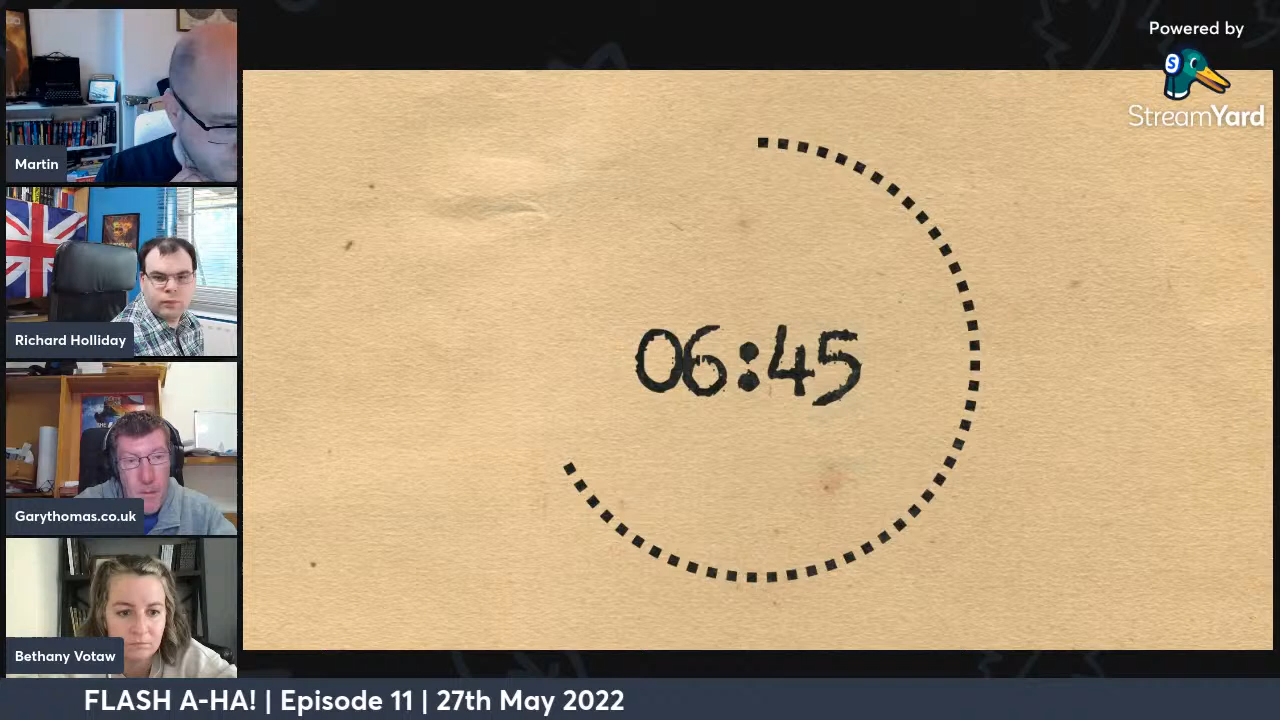 Powered by
StreamYard
Martin
Richard Holliday
Garythomas.co.uk
Bethany Votaw
06:45
FLASH A-HA! | Episode 11 | 27th May 2022